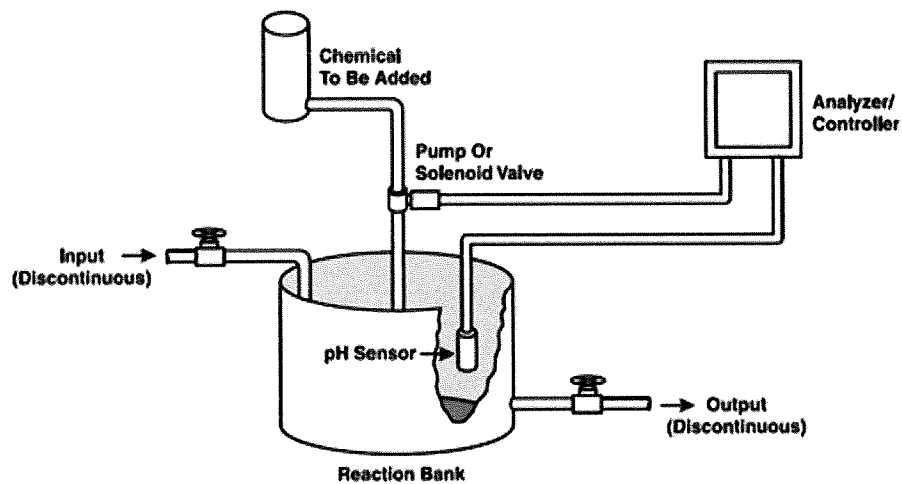 Chemical
To Be Added
Analyzer/
Controller
Pump Or
Solenoid Valve
Input
(Discontinuous)
pH Sensor
Output
(Discontinuous)
Reaction Bank